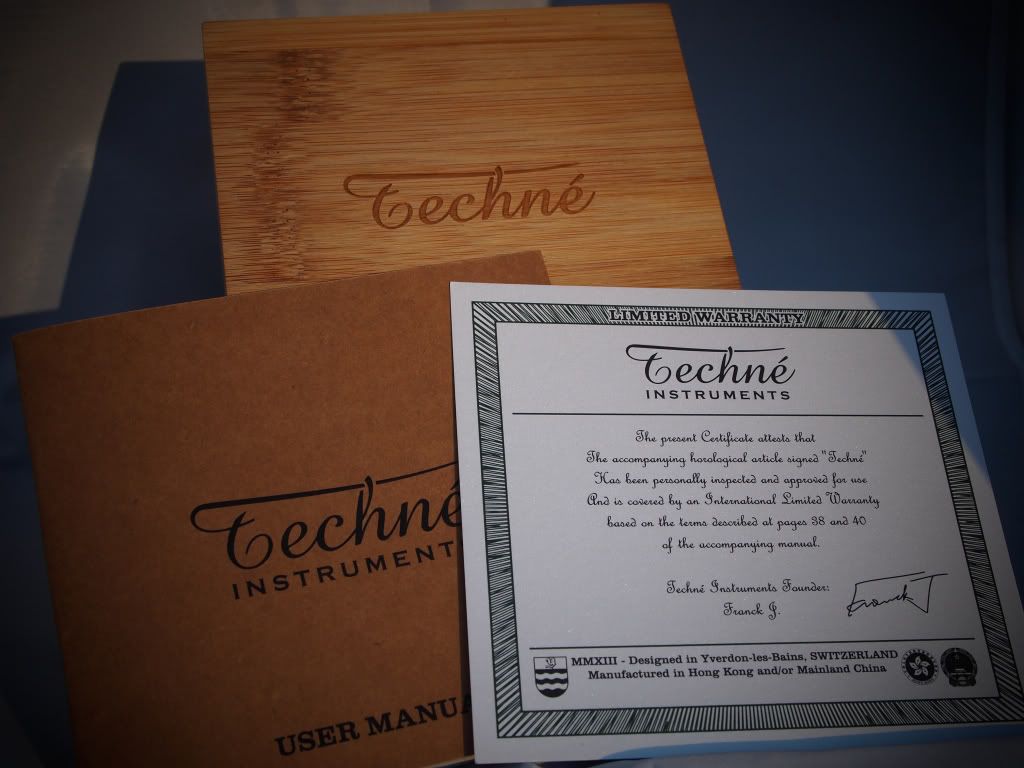 Techné
Techné
INSTRUMENT
USER MANUA
LIMITED WARRANTY
Techné
INSTRUMENTS
The present Certificate attests that
The accompanying horological article signed "Techné"
Has been personally inspected and approved for use
And is covered by an International Limited Warranty
based on the terms described at pages 38 and 40
of the accompanying manual.
Techné Instruments Founder:
Franck J.
Franck J
MMXIII - Designed in Yverdon-les-Bains, SWITZERLAND
Manufactured in Hong Kong and/or Mainland China